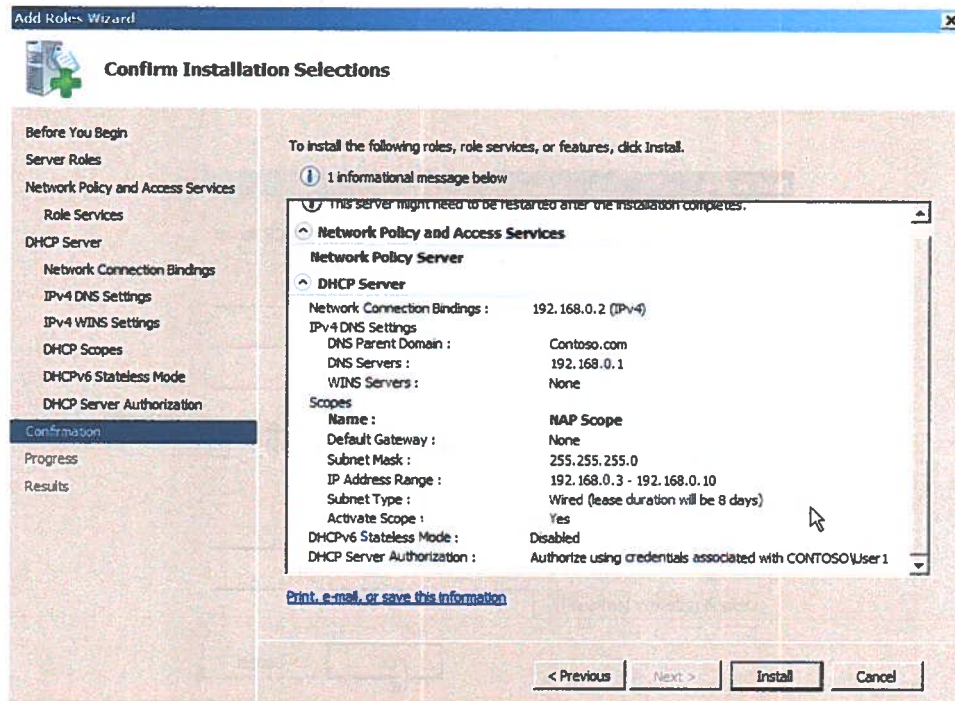 Add Roles Wizard
Confirm Installation Selections
Before You Begin
Server Roles
Network Policy and Access Services
Role Services
DHCP Server
Network Connection Bindings
IPv4 DNS Settings
IPv4 WINS Settings
DHCP Scopes
DHCPv6 Stateless Mode
DHCP Server Authorization
Confirmation
Progress
Results
To install the following roles, role services, or features, click Install.
1 informational message below
This server might need to be restarted after the installation completes.
Network Policy and Access Services
Network Policy Server
DHCP Server
Network Connection Bindings : 192.168.0.2 (IPv4)
IPv4 DNS Settings
DNS Parent Domain : Contoso.com
DNS Servers : 192.168.0.1
WINS Servers : None
Scopes
Name : NAP Scope
Default Gateway : None
Subnet Mask : 255.255.255.0
IP Address Range : 192.168.0.3 - 192.168.0.10
Subnet Type : Wired (lease duration will be 8 days)
Activate Scope : Yes
DHCPv6 Stateless Mode : Disabled
DHCP Server Authorization : Authorize using credentials associated with CONTOSO\User1
Print, e-mail, or save this information
< Previous Next > Install Cancel